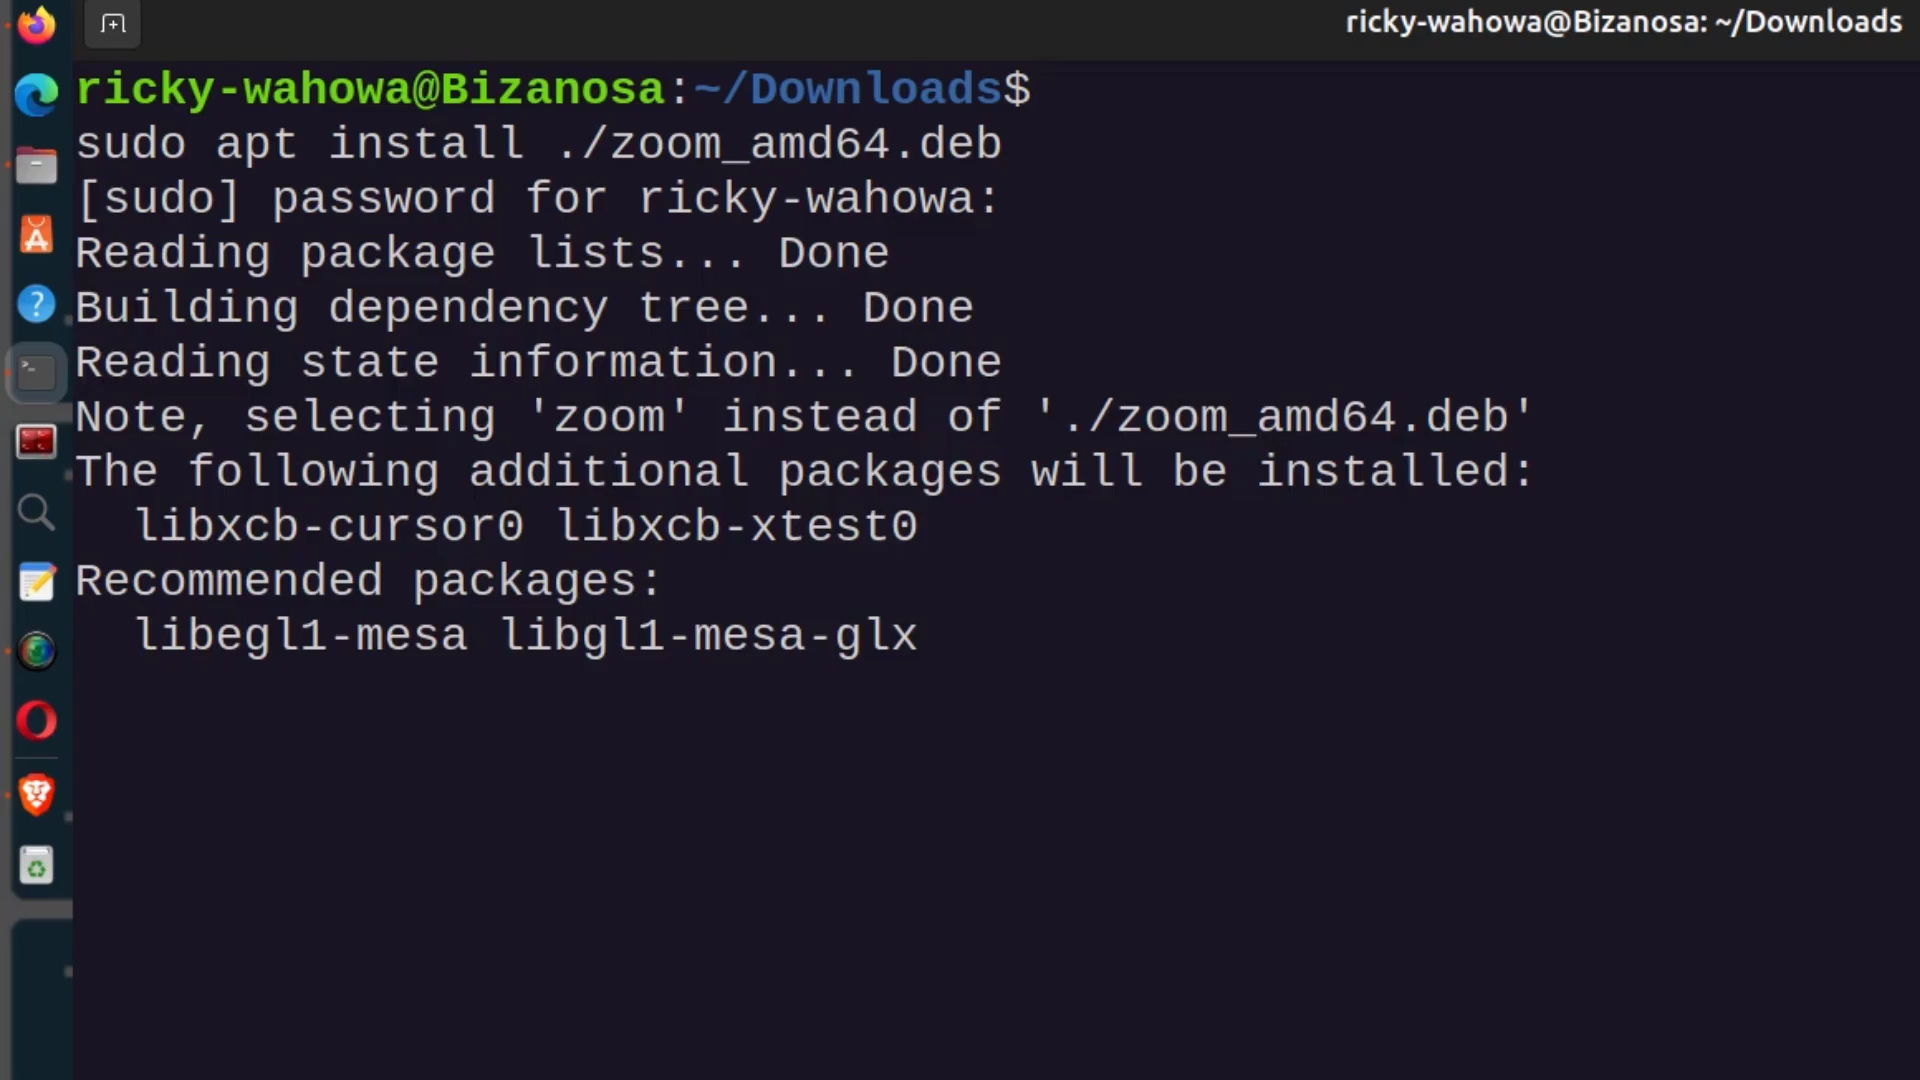 ricky-wahowa@Bizanosa: ~/Downloads
ricky-wahowa@Bizanosa:~/Downloads$
sudo apt install ./zoom_amd64.deb
[sudo] password for ricky-wahowa:
Reading package lists... Done
Building dependency tree... Done
Reading state information... Done
Note, selecting 'zoom' instead of './zoom_amd64.deb'
The following additional packages will be installed:
  libxcb-cursor0 libxcb-xtest0
Recommended packages:
  libegl1-mesa libgl1-mesa-glx